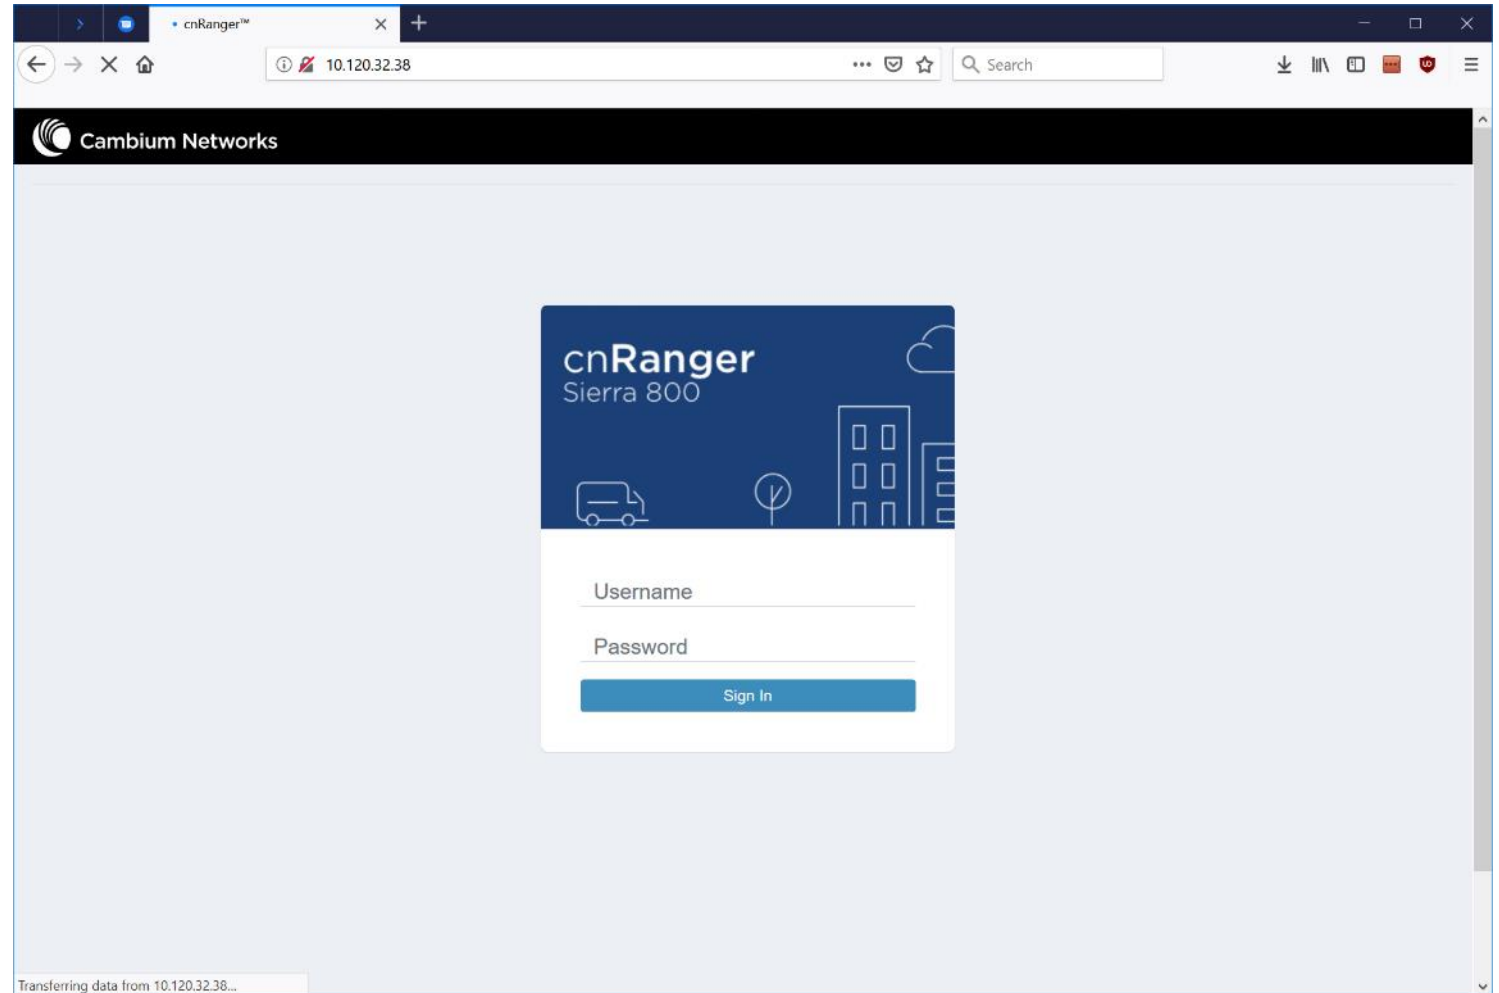 cnRanger™
10.120.32.38
Search
Cambium Networks
cnRanger
Sierra 800
Username
Password
Sign In
Transferring data from 10.120.32.38...